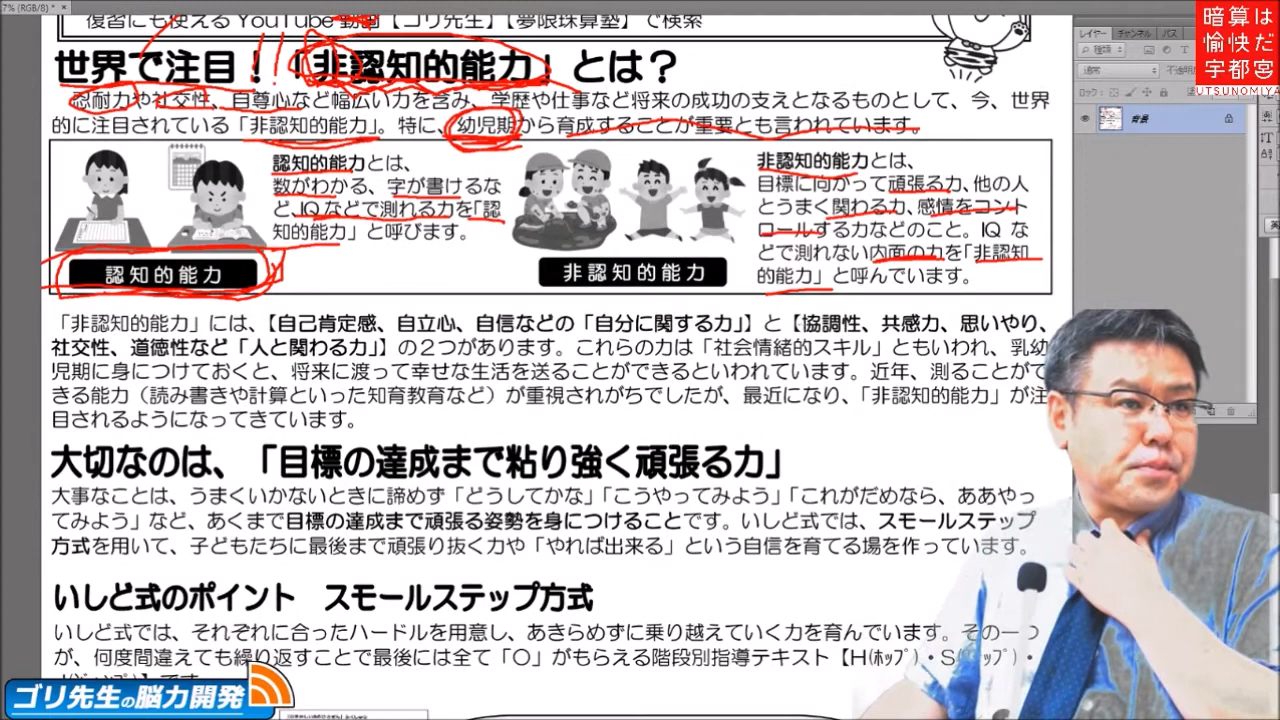 7% (RGB/8) *
復習にも使える YouTube 動画【ゴリ先生】【夢限珠算塾】で検索
世界で注目！「非認知的能力」とは？
忍耐力や社交性、自尊心など幅広い力を含み、学歴や仕事など将来の成功の支えとなるものとして、今、世界
的に注目されている「非認知的能力」。特に、幼児期から育成することが重要とも言われています。
認知的能力とは、
数がわかる、字が書けるな
ど、IQなどで測れる力を「認
知的能力」と呼びます。
認知的能力
非認知的能力
非認知的能力とは、
目標に向かって頑張る力、他の人
とうまく関わる力、感情をコント
ロールする力などのこと。IQ な
どで測れない内面の力を「非認知
的能力」と呼んでいます。
「非認知的能力」には、【自己肯定感、自立心、自信などの「自分に関する力」】と【協調性、共感力、思いやり、
社交性、道徳性など「人と関わる力」】の２つがあります。これらの力は「社会情緒的スキル」ともいわれ、乳幼
児期に身につけておくと、将来に渡って幸せな生活を送ることができるといわれています。近年、測ることがで
きる能力（読み書きや計算といった知育教育など）が重視されがちでしたが、最近になり、「非認知的能力」が注
目されるようになってきています。
大切なのは、「目標の達成まで粘り強く頑張る力」
大事なことは、うまくいかないときに諦めず「どうしてかな」「こうやってみよう」「これがだめなら、ああやっ
てみよう」など、あくまで目標の達成まで頑張る姿勢を身につけることです。いしど式では、スモールステップ
方式を用いて、子どもたちに最後まで頑張り抜く力や「やれば出来る」という自信を育てる場を作っています。
いしど式のポイント　スモールステップ方式
いしど式では、それぞれに合ったハードルを用意し、あきらめずに乗り越えていく力を育んでいます。その一つ
が、何度間違えても繰り返すことで最後には全て「〇」がもらえる階段別指導テキスト【H(ﾎｯﾌﾟ)・S(ﾃｯﾌﾟ)・
ゴリ先生の脳力開発
暗算は
愉快だ
宇都宮
UTSUNOMIYA
レイヤー チャンネル パス
種類
通常
不透明
ロック：
背景